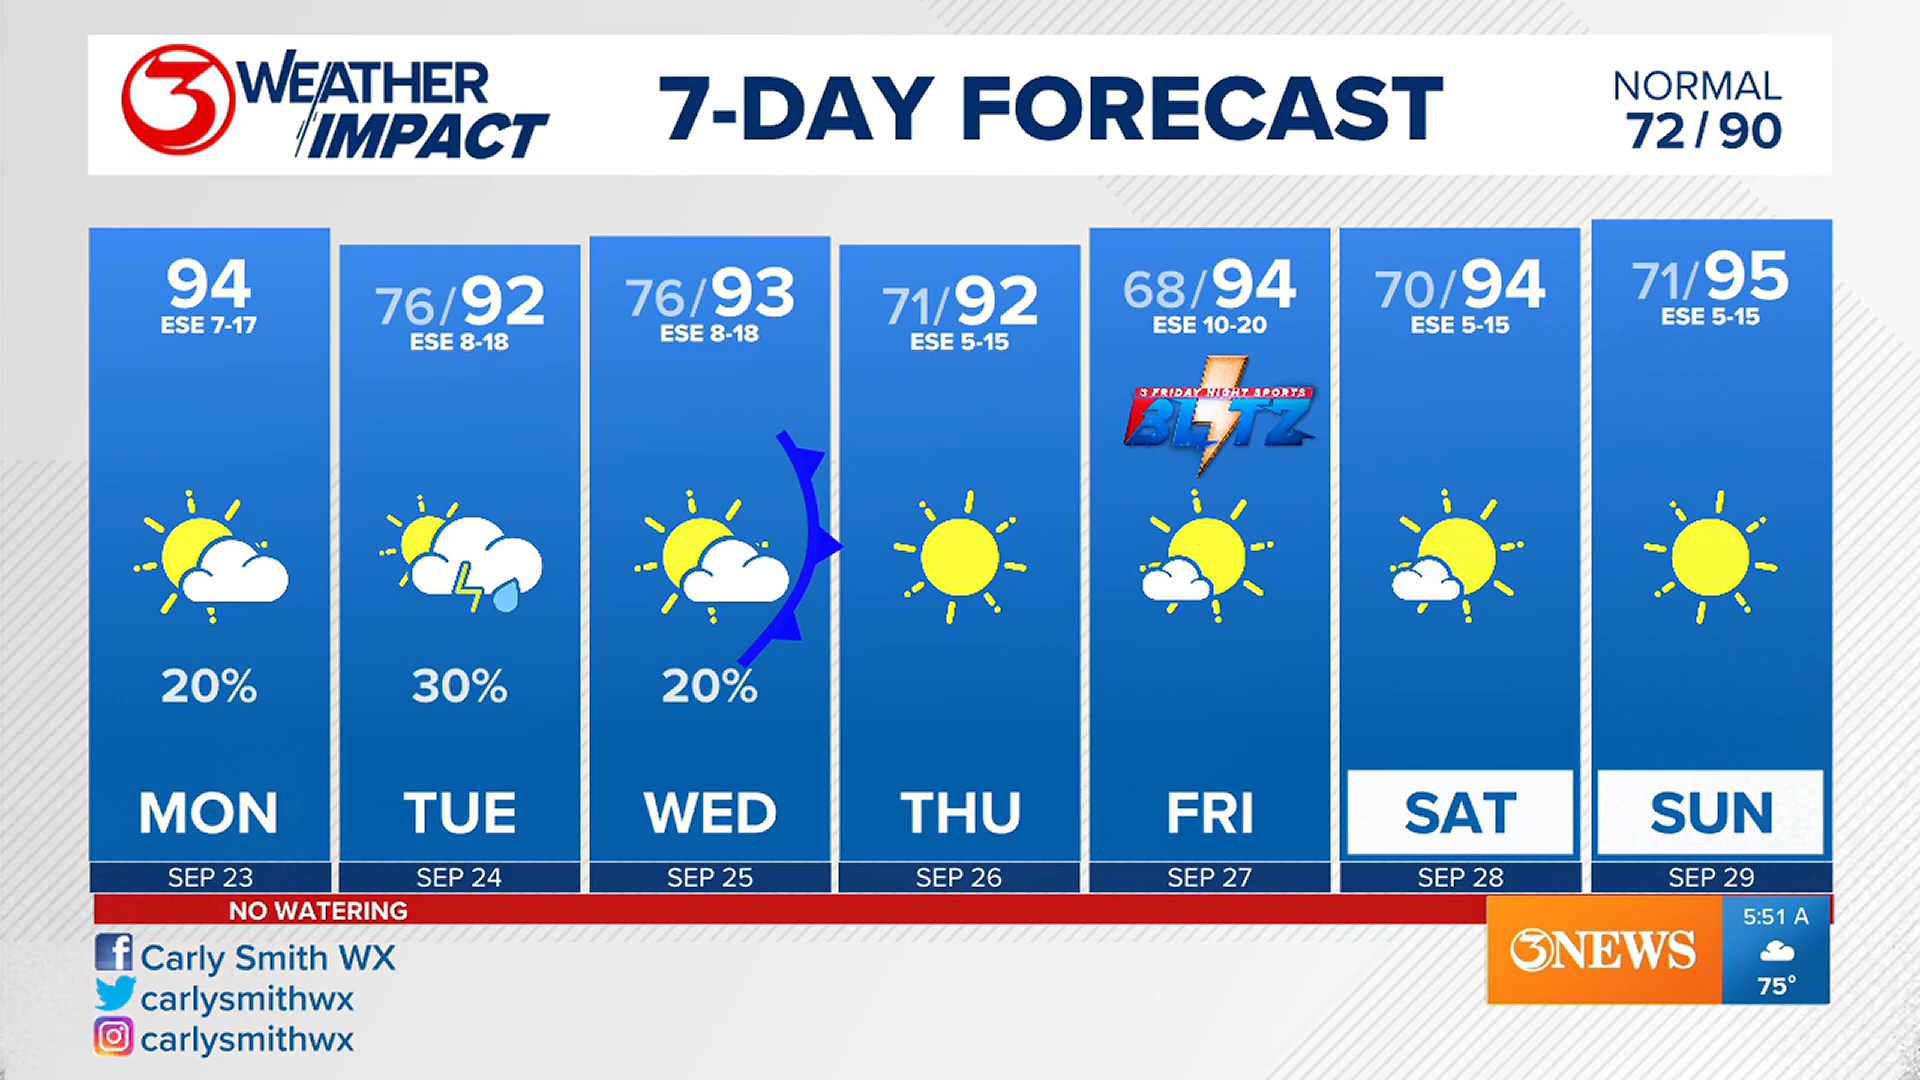 3 WEATHER
IMPACT
7-DAY FORECAST
NORMAL
72 / 90
94
ESE 7-17
20%
MON
SEP 23
76/92
ESE 8-18
30%
TUE
SEP 24
76/93
ESE 8-18
20%
WED
SEP 25
71/92
ESE 5-15
THU
SEP 26
68/94
ESE 10-20
3 FRIDAY NIGHT SPORTS
BLITZ
FRI
SEP 27
70/94
ESE 5-15
SAT
SEP 28
71/95
ESE 5-15
SUN
SEP 29
NO WATERING
f Carly Smith WX
carlysmithwx
carlysmithwx
3NEWS
5:51 A
75°